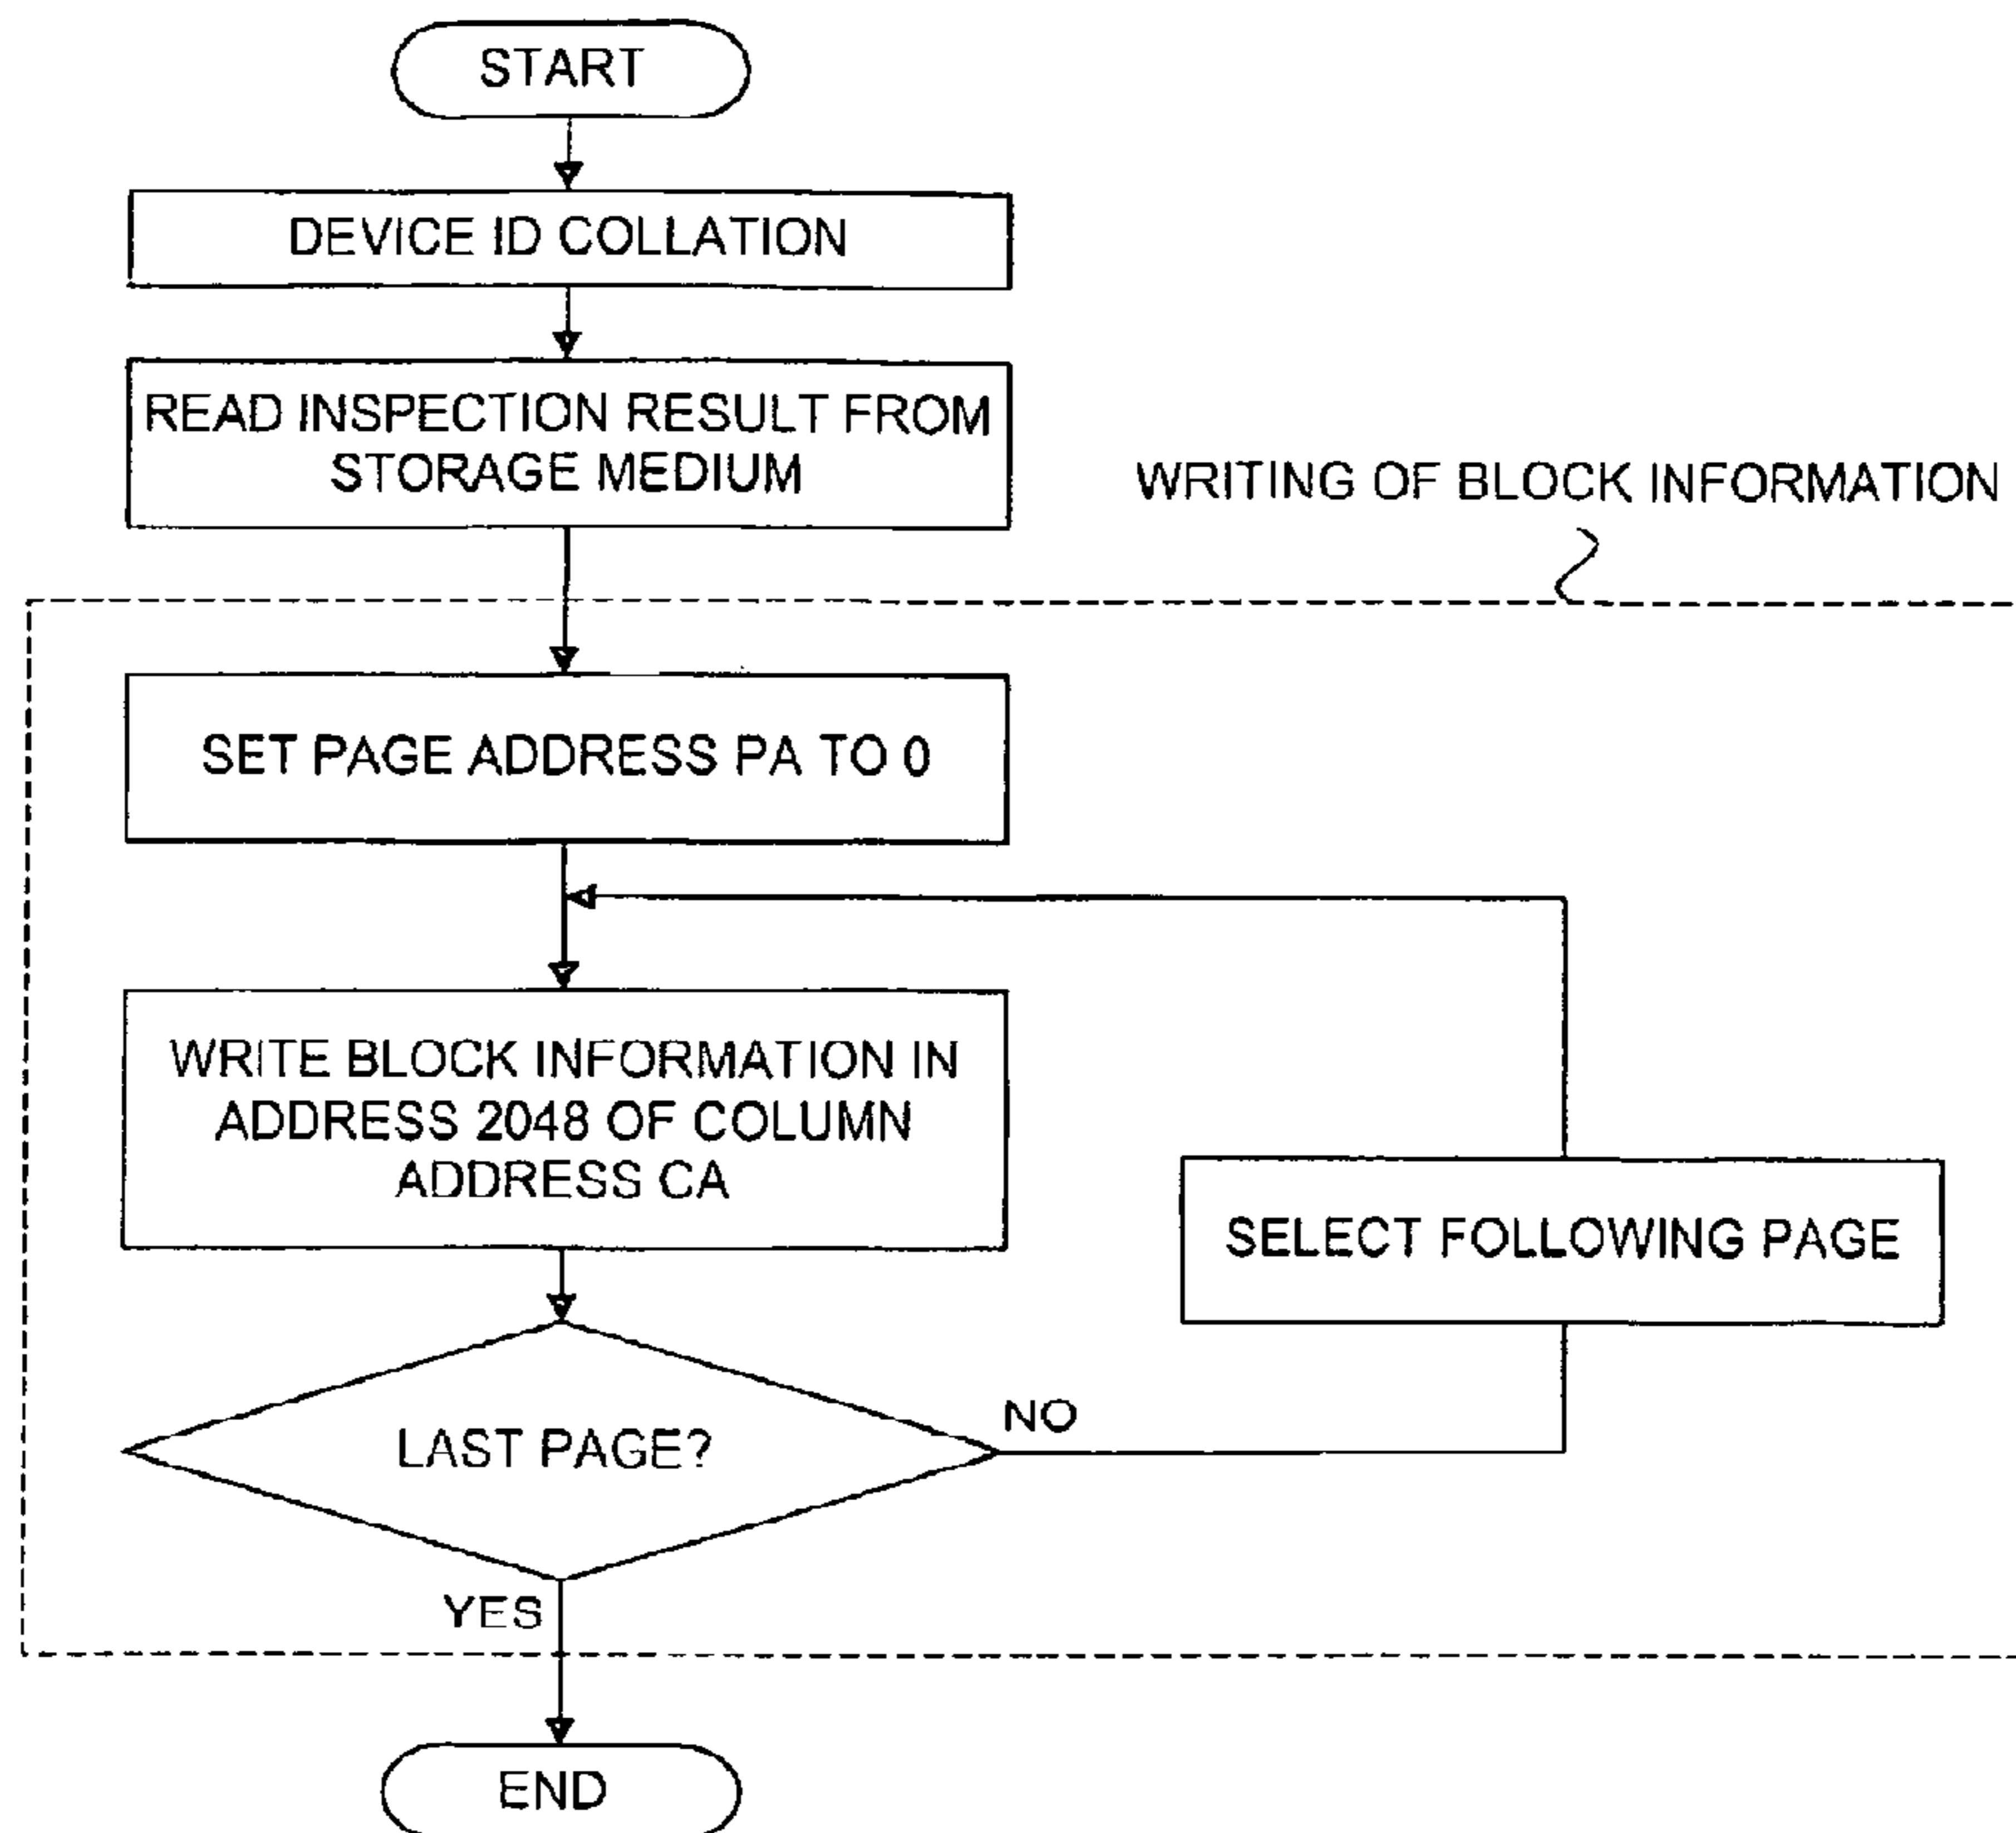 START
DEVICE ID COLLATION
READ INSPECTION RESULT FROM
STORAGE MEDIUM
WRITING OF BLOCK INFORMATION
SET PAGE ADDRESS PA TO 0
WRITE BLOCK INFORMATION IN
ADDRESS 2048 OF COLUMN
ADDRESS CA
SELECT FOLLOWING PAGE
LAST PAGE?
NO
YES
END